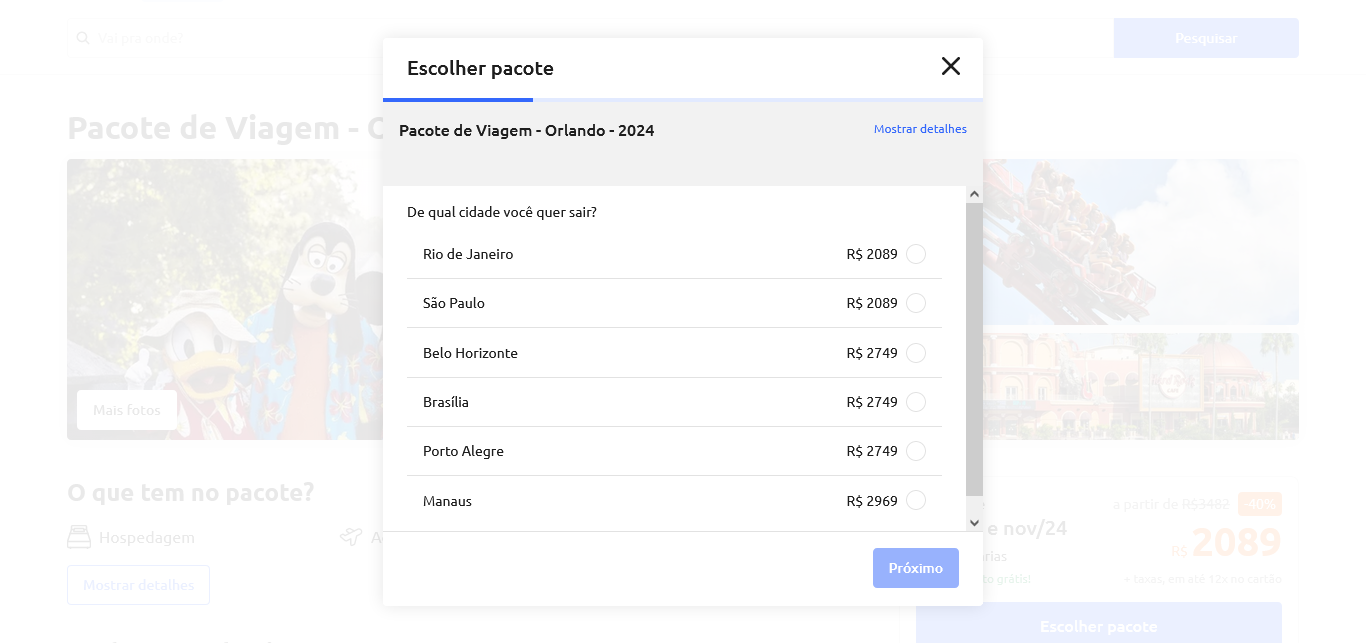 Vai pra onde?
Pesquisar
Escolher pacote
Pacote de Viagem - O
Pacote de Viagem - Orlando - 2024
Mostrar detalhes
De qual cidade você quer sair?
Rio de Janeiro R$ 2089
São Paulo R$ 2089
Belo Horizonte R$ 2749
Brasília R$ 2749
Porto Alegre R$ 2749
Manaus R$ 2969
Próximo
Mais fotos
O que tem no pacote?
Hospedagem
Mostrar detalhes
a partir de R$3482 -40%
e nov/24
R$ 2089
to grátis!
+ taxas, em até 12x no cartão
Escolher pacote